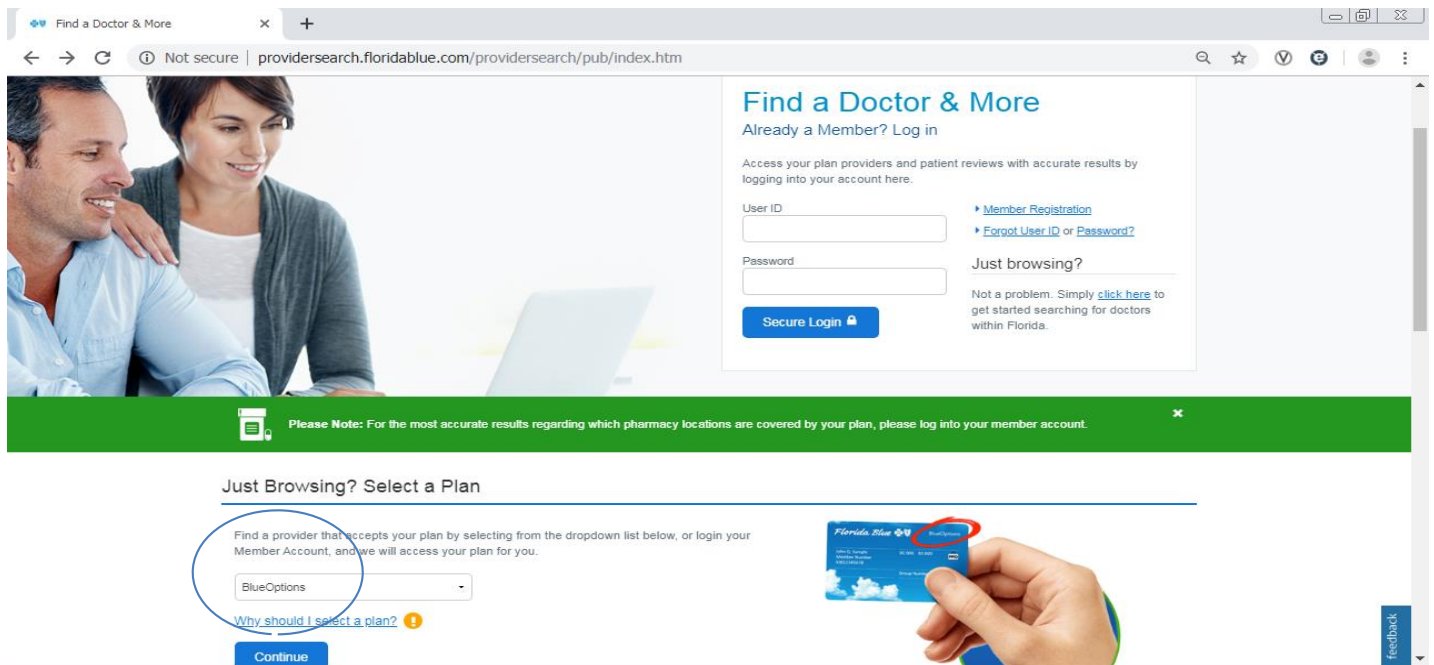 Find a Doctor & More
Not secure | providersearch.floridablue.com/providersearch/pub/index.htm
Find a Doctor & More
Already a Member? Log in
Access your plan providers and patient reviews with accurate results by
logging into your account here.
User ID
Member Registration
Forgot User ID or Password?
Password
Just browsing?
Not a problem. Simply click here to
get started searching for doctors
within Florida.
Secure Login
Please Note: For the most accurate results regarding which pharmacy locations are covered by your plan, please log into your member account.
Just Browsing? Select a Plan
Find a provider that accepts your plan by selecting from the dropdown list below, or login your
Member Account, and we will access your plan for you.
BlueOptions
Why should I select a plan?
Continue
Florida Blue
BlueOptions
John Q. Sample
Member Number
Group Number
feedback